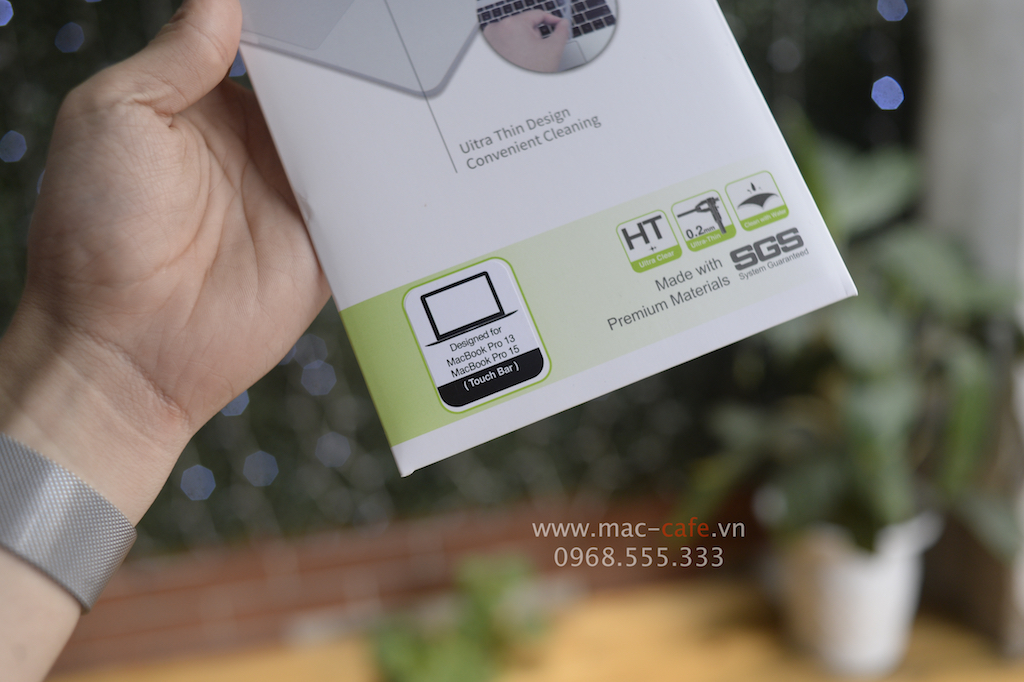 Uitra Thin Design
Convenient Cleaning
HT
Ultra Clear
0.2mm
Ultra-Thin
Clean with Water
Made with
Premium Materials
SGS
System Guaranteed
Designed for
MacBook Pro 13
MacBook Pro 15
( Touch Bar )
www.mac-cafe.vn
0968.555.333